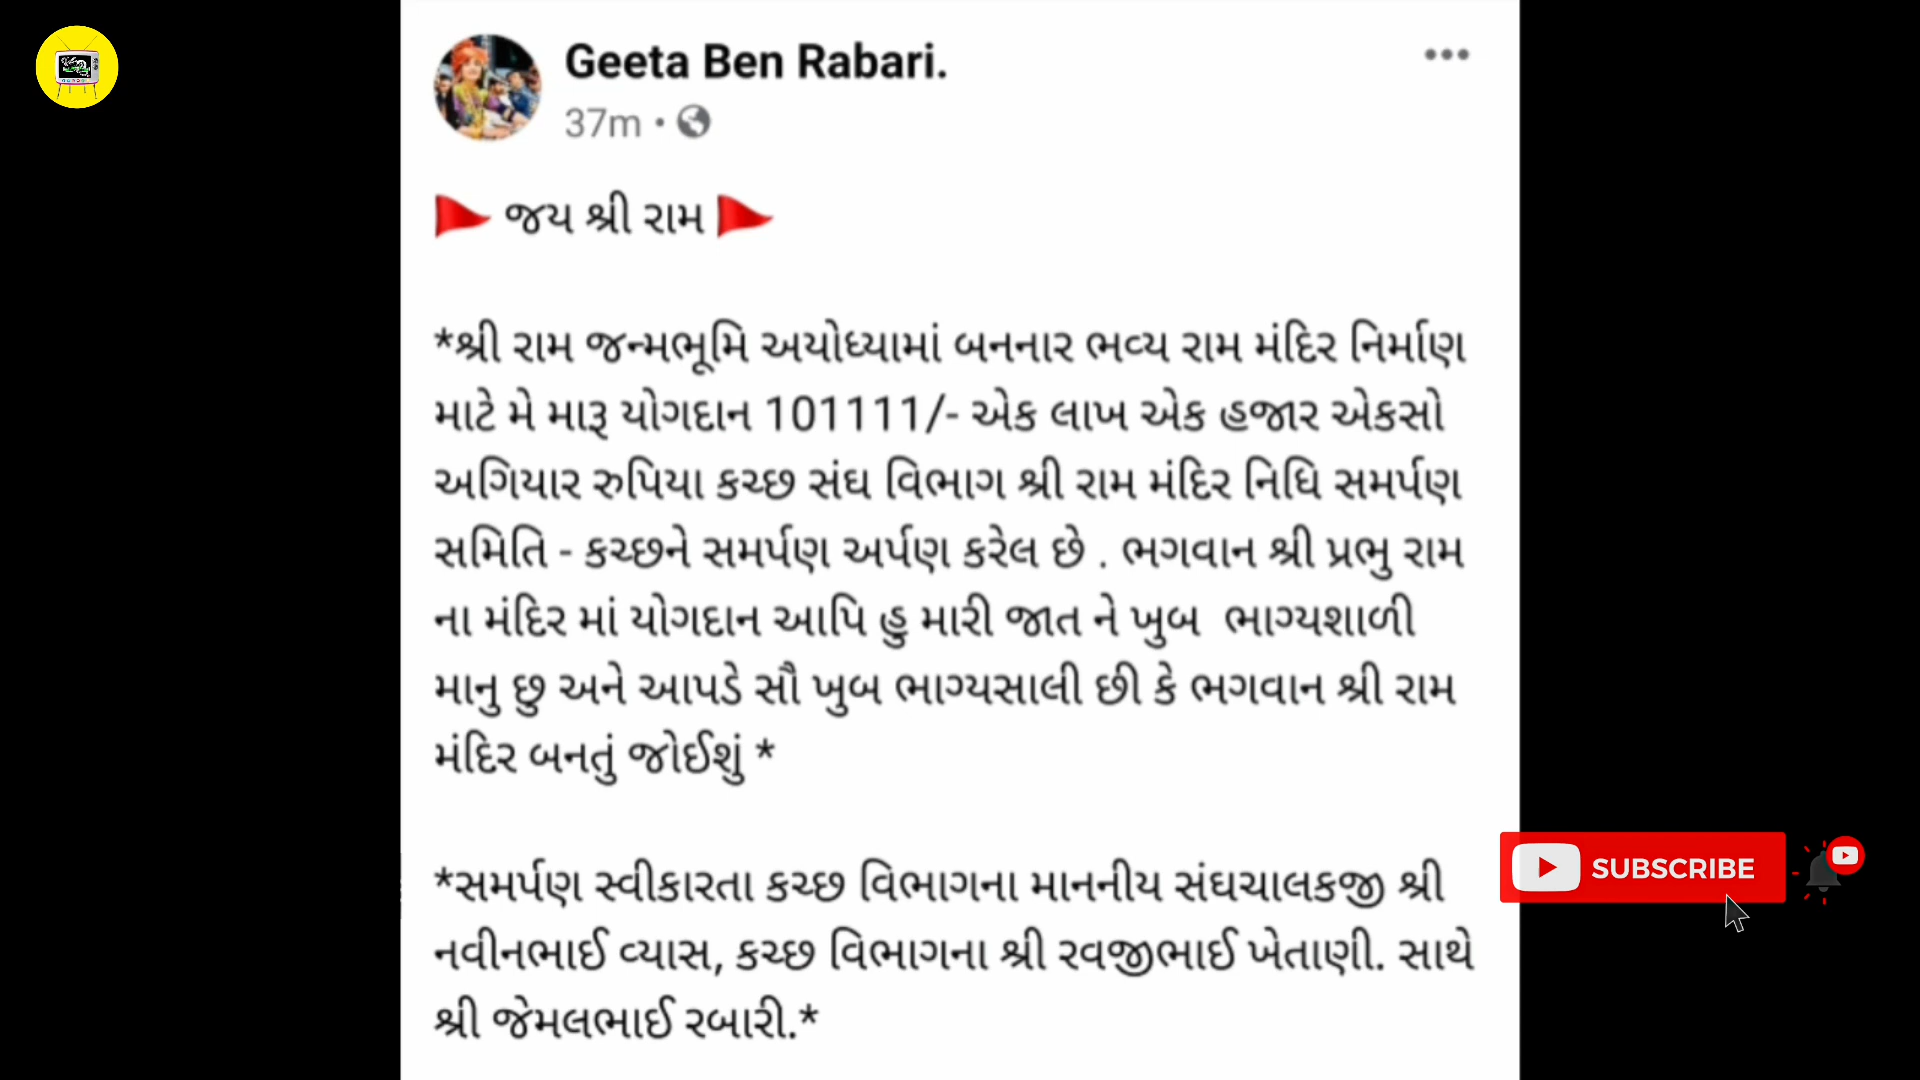 Geeta Ben Rabari.
37m •
🚩 જય શ્રી રામ 🚩
*શ્રી રામ જન્મભૂમિ અયોધ્યામાં બનનાર ભવ્ય રામ મંદિર નિર્માણ
માટે મે મારૂ યોગદાન 101111/- એક લાખ એક હજાર એકસો
અગિયાર રુપિયા કચ્છ સંઘ વિભાગ શ્રી રામ મંદિર નિધિ સમર્પણ
સમિતિ - કચ્છને સમર્પણ અર્પણ કરેલ છે . ભગવાન શ્રી પ્રભુ રામ
ના મંદિર માં યોગદાન આપિ હુ મારી જાત ને ખુબ ભાગ્યશાળી
માનુ છુ અને આપડે સૌ ખુબ ભાગ્યસાલી છી કે ભગવાન શ્રી રામ
મંદિર બનતું જોઈશું *
*સમર્પણ સ્વીકારતા કચ્છ વિભાગના માનનીય સંઘચાલકજી શ્રી
નવીનભાઈ વ્યાસ, કચ્છ વિભાગના શ્રી રવજીભાઈ ખેતાણી. સાથે
શ્રી જેમલભાઈ રબારી.*
SUBSCRIBE